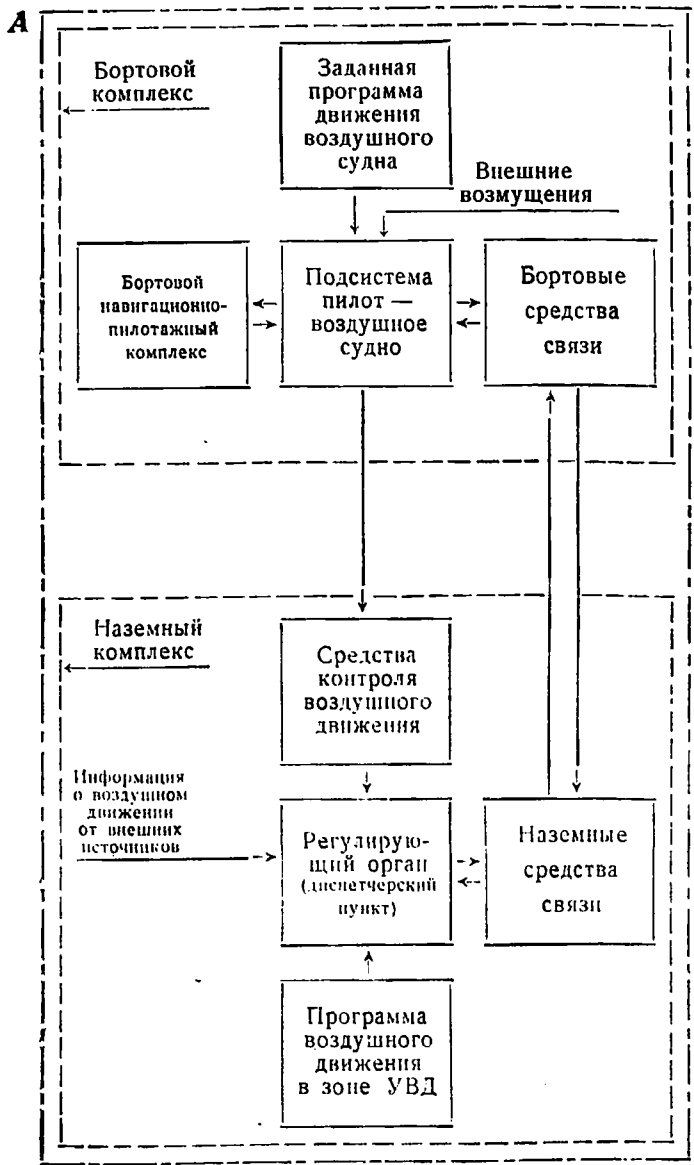 А
Бортовой
комплекс
Заданная
программа
движения
воздушного
судна
Внешние
возмущения
Бортовой
навигационно-
пилотажный
комплекс
Подсистема
пилот —
воздушное
судно
Бортовые
средства
связи
Наземный
комплекс
Средства
контроля
воздушного
движения
Информация
о воздушном
движении
от внешних
источников
Регулирую-
щий орган
(диспетчерский
пункт)
Наземные
средства
связи
Программа
воздушного
движения
в зоне УВД